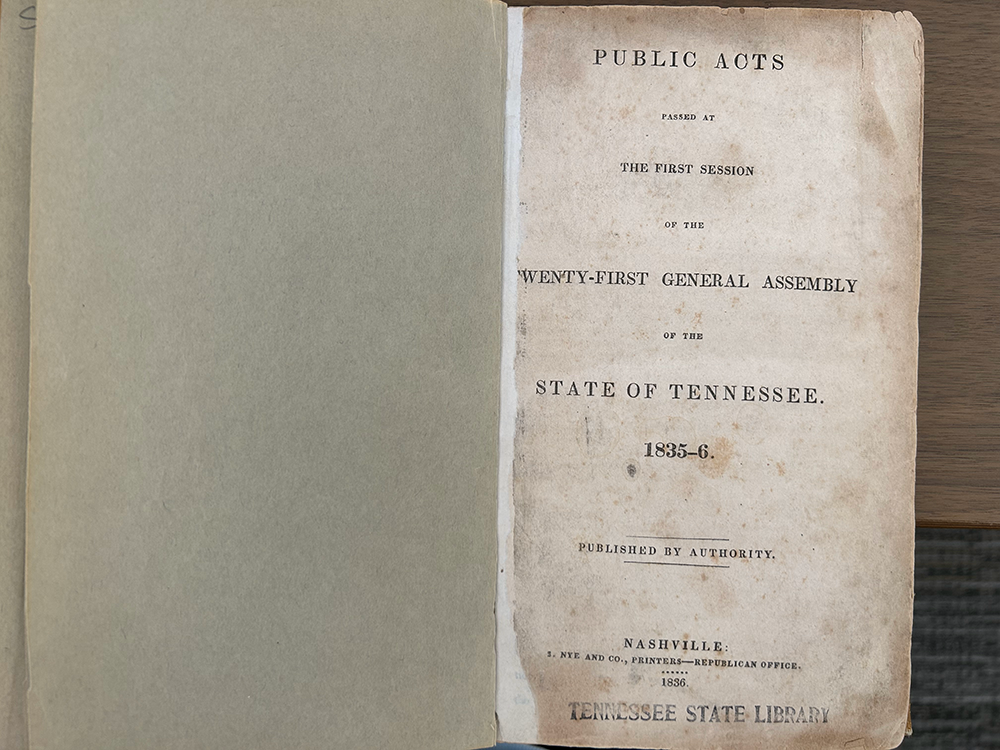 PUBLIC ACTS
PASSED AT
THE FIRST SESSION
OF THE
TWENTY-FIRST GENERAL ASSEMBLY
OF THE
STATE OF TENNESSEE.
1835-6.
PUBLISHED BY AUTHORITY.
NASHVILLE:
NYE AND CO., PRINTERS—REPUBLICAN OFFICE.
1836.
TENNESSEE STATE LIBRARY